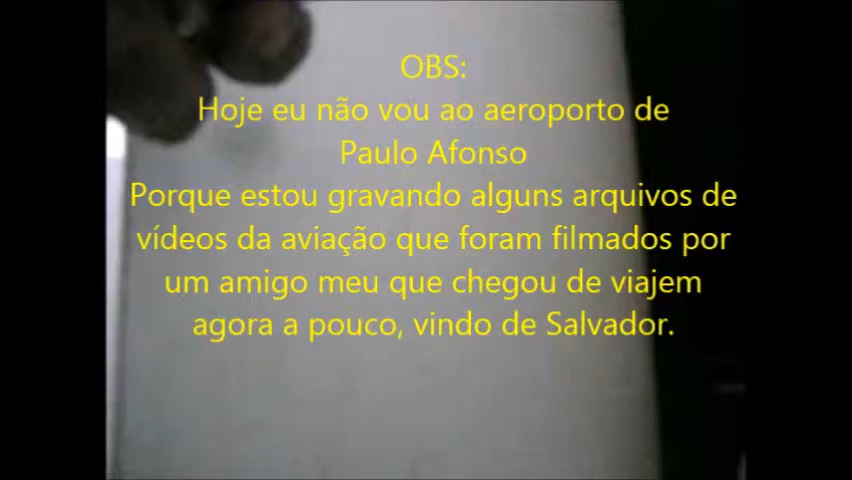 OBS:
Hoje eu não vou ao aeroporto de
Paulo Afonso
Porque estou gravando alguns arquivos de
vídeos da aviação que foram filmados por
um amigo meu que chegou de viajem
agora a pouco, vindo de Salvador.